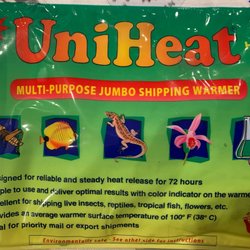 UniHeat
MULTI-PURPOSE JUMBO SHIPPING WARMER
signed for reliable and steady heat release for 72 hours
ple to use and deliver optimal results with color indication on the warmer
cellent for shipping live insects, reptiles, tropical fish, flowers, etc.
vides an average warmer surface temperature of 100° F (38° C)
al for priority mail or export shipments
Environmentally safe See other side for instructions